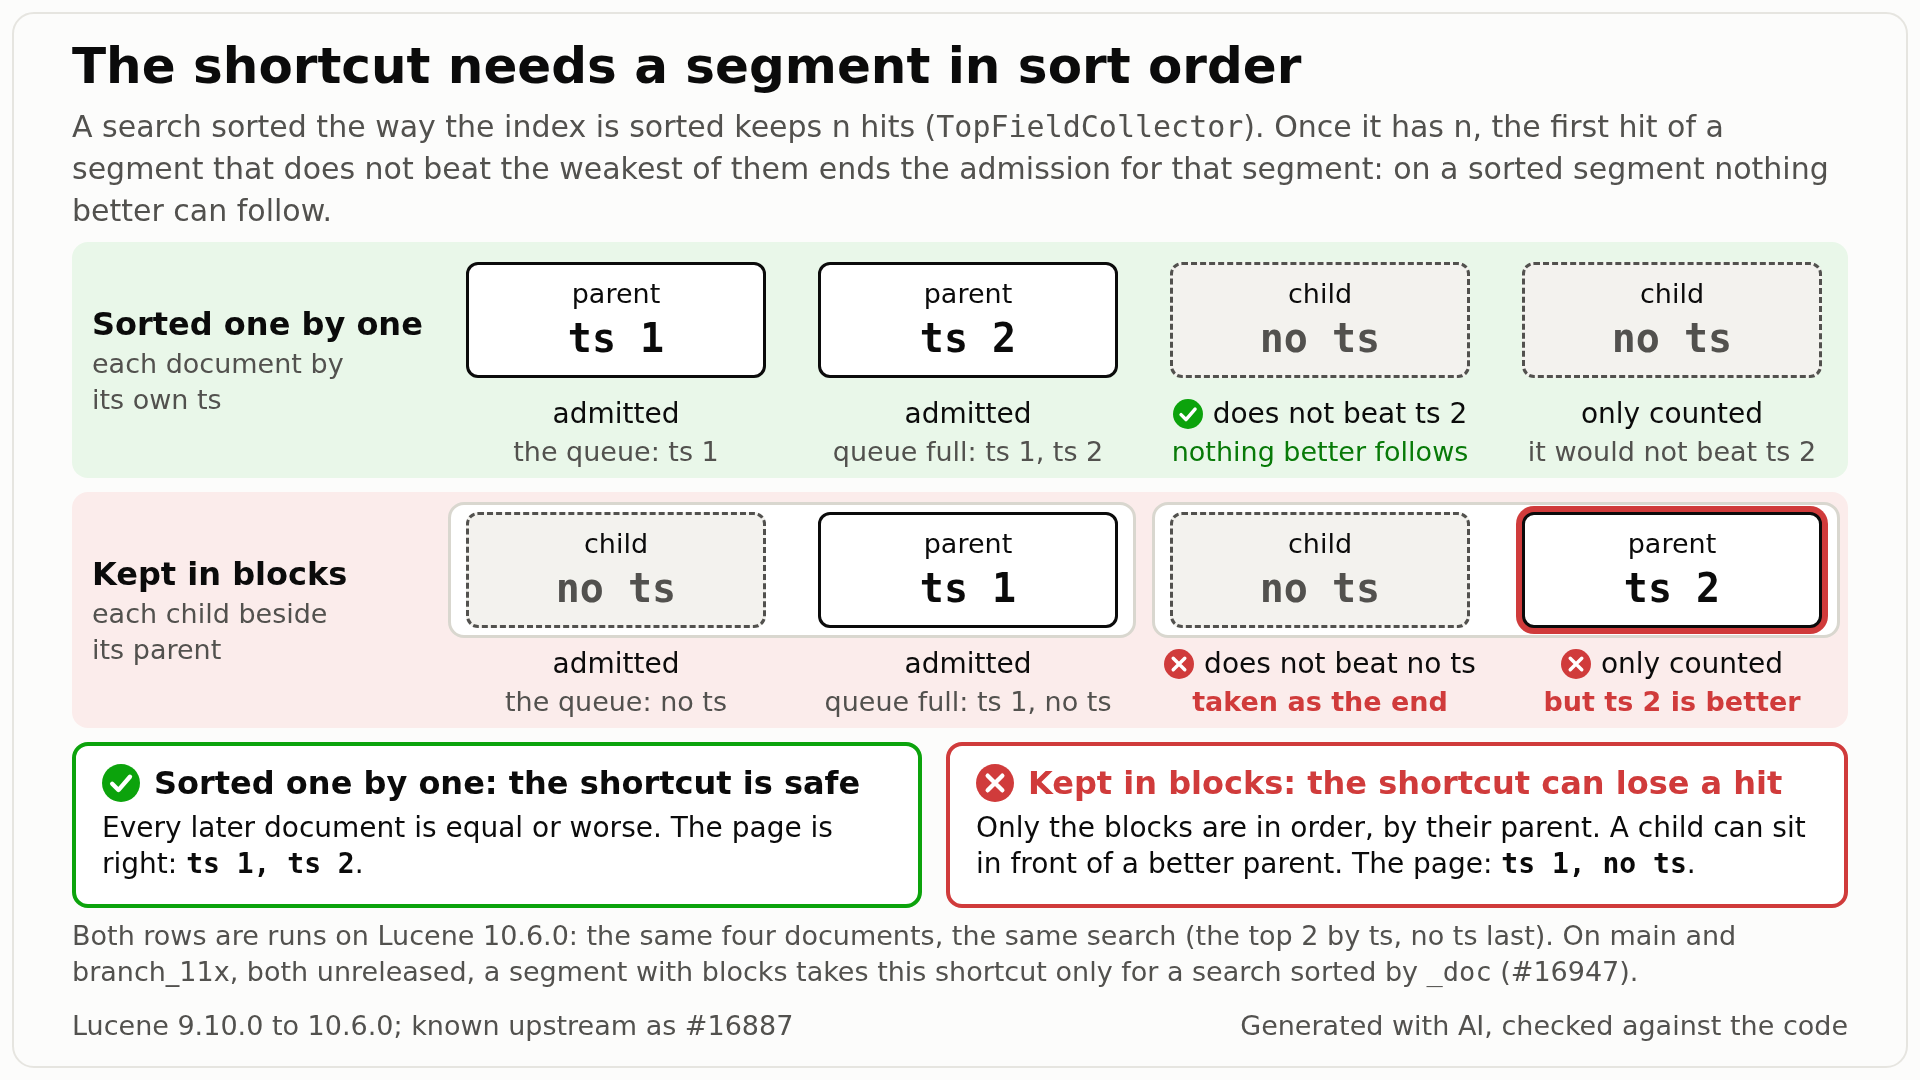 The shortcut needs a segment in sort order
A search sorted the way the index is sorted keeps n hits (TopFieldCollector). Once it has n, the first hit of a
segment that does not beat the weakest of them ends the admission for that segment: on a sorted segment nothing
better can follow.
Sorted one by one
each document by
its own ts
parent
ts 1
admitted
the queue: ts 1
parent
ts 2
admitted
queue full: ts 1, ts 2
child
no ts
does not beat ts 2
nothing better follows
child
no ts
only counted
it would not beat ts 2
Kept in blocks
each child beside
its parent
child
no ts
admitted
the queue: no ts
parent
ts 1
admitted
queue full: ts 1, no ts
child
no ts
does not beat no ts
taken as the end
parent
ts 2
only counted
but ts 2 is better
Sorted one by one: the shortcut is safe
Every later document is equal or worse. The page is
right: ts 1, ts 2.
Kept in blocks: the shortcut can lose a hit
Only the blocks are in order, by their parent. A child can sit
in front of a better parent. The page: ts 1, no ts.
Both rows are runs on Lucene 10.6.0: the same four documents, the same search (the top 2 by ts, no ts last). On main and
branch_11x, both unreleased, a segment with blocks takes this shortcut only for a search sorted by _doc (#16947).
Lucene 9.10.0 to 10.6.0; known upstream as #16887
Generated with AI, checked against the code